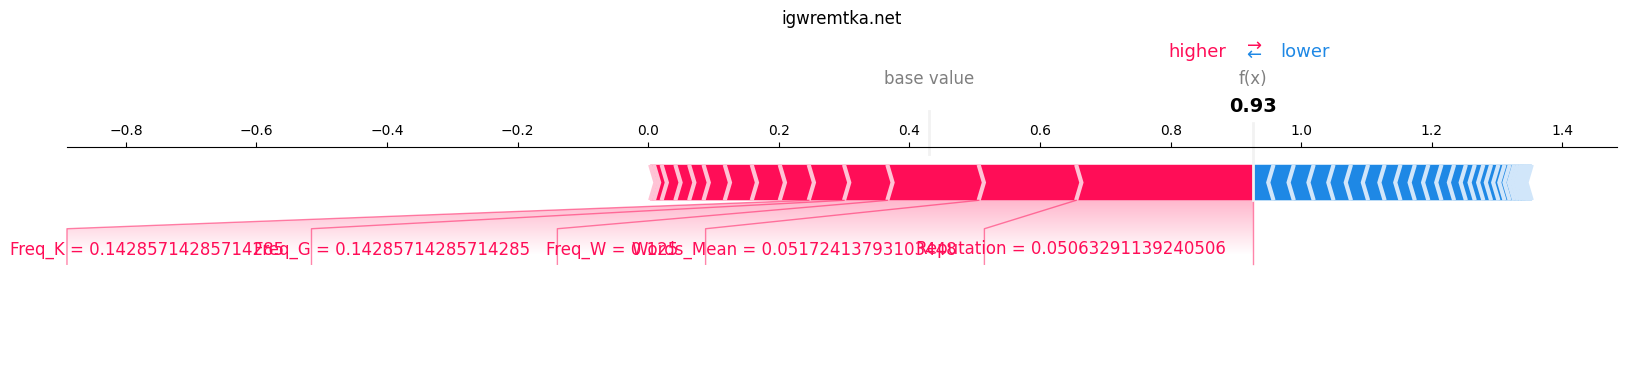 igwremtka.net
higher ⇄ lower
base value f(x)
0.93
−0.8 −0.6 −0.4 −0.2 0.0 0.2 0.4 0.6 0.8 1.0 1.2 1.4
Freq_K = 0.14285714285714285 Freq_G = 0.14285714285714285 Freq_W = 0.125 Words_Mean = 0.05172413793103448 Reputation = 0.05063291139240506